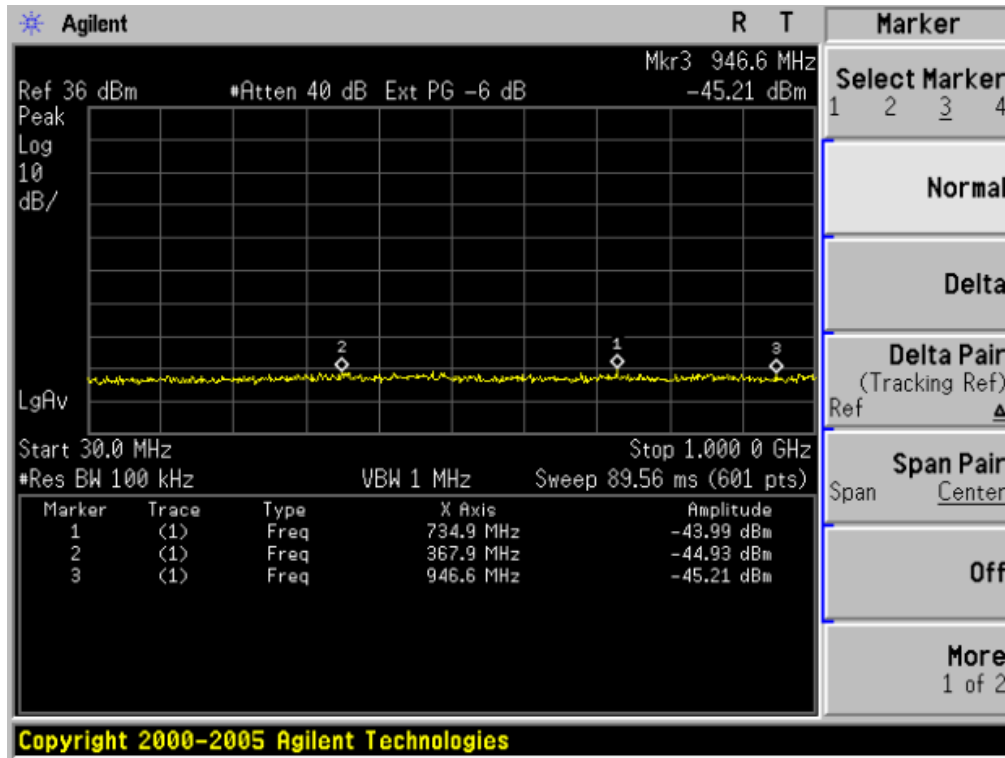 Agilent R T
Mkr3 946.6 MHz
Ref 36 dBm #Atten 40 dB Ext PG -6 dB -45.21 dBm
Peak
Log
10
dB/
2 1 3
LgAv
Start 30.0 MHz Stop 1.000 0 GHz
#Res BW 100 kHz VBW 1 MHz Sweep 89.56 ms (601 pts)
Marker Trace Type X Axis Amplitude
1 (1) Freq 734.9 MHz -43.99 dBm
2 (1) Freq 367.9 MHz -44.93 dBm
3 (1) Freq 946.6 MHz -45.21 dBm
Copyright 2000-2005 Agilent Technologies
Marker
Select Marker
1 2 3 4
Normal
Delta
Delta Pair
(Tracking Ref)
Ref Δ
Span Pair
Span Center
Off
More
1 of 2